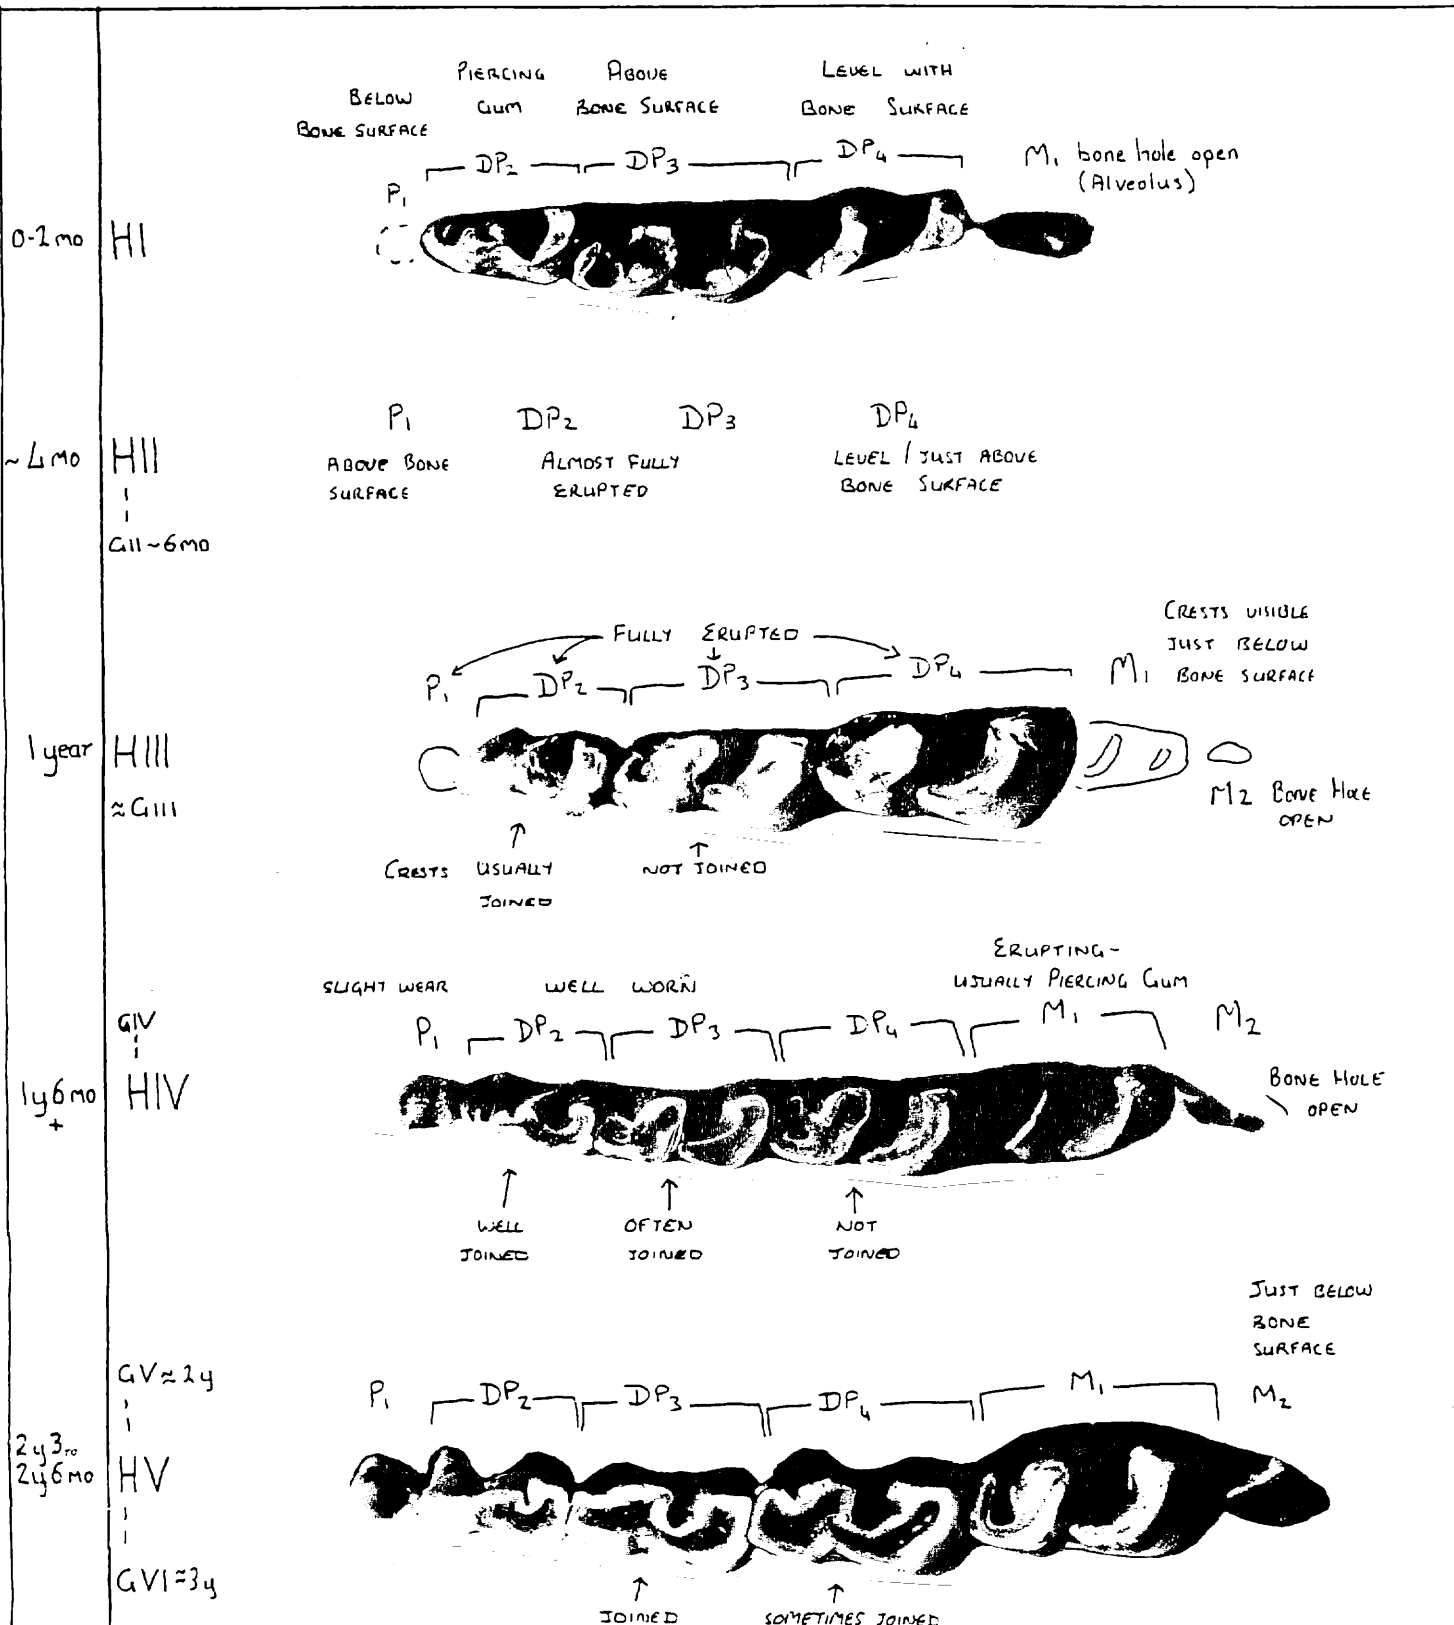 BELOW
BONE SURFACE
PIERCING
GUM
ABOVE
BONE SURFACE
LEVEL WITH
BONE SURFACE
P1
DP2
DP3
DP4
M1 bone hole open
(Alveolus)
HI
P1 DP2 DP3 DP4
HII
ABOVE BONE
SURFACE
ALMOST FULLY
ERUPTED
LEVEL / JUST ABOVE
BONE SURFACE
GII ~ 6mo
FULLY ERUPTED
P1 DP2 DP3 DP4 M1
CRESTS VISIBLE
JUST BELOW
BONE SURFACE
1 year HIII
≈ GIII
M2 BONE HOLE
OPEN
CRESTS USUALLY
JOINED
NOT JOINED
SLIGHT WEAR
WELL WORN
ERUPTING -
USUALLY PIERCING GUM
GIV
P1 DP2 DP3 DP4 M1 M2
1y6mo HIV
+
BONE HOLE
OPEN
WELL
JOINED
OFTEN
JOINED
NOT
JOINED
JUST BELOW
BONE
SURFACE
GV ≈ 2y
P1 DP2 DP3 DP4 M1 M2
2y3
2y6mo HV
GVI ≈ 3y
JOINED
SOMETIMES JOINED